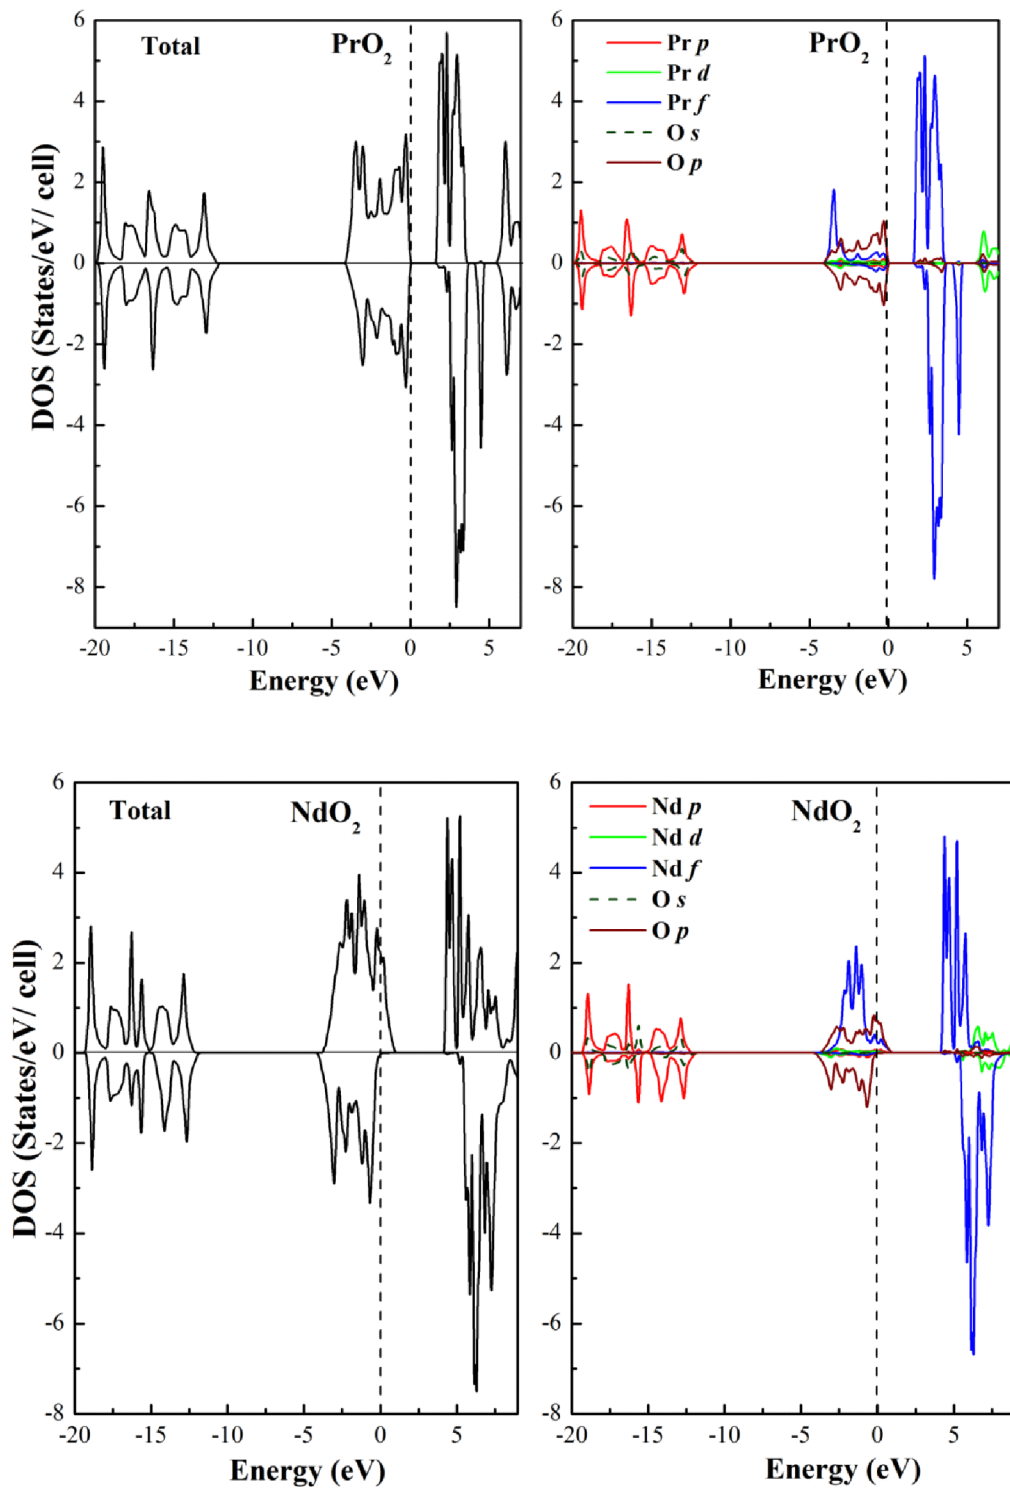 Total
PrO2
DOS (States/eV/ cell)
6
4
2
0
-2
-4
-6
-8
-20
-15
-10
-5
0
5
Energy (eV)
PrO2
Pr p
Pr d
Pr f
O s
O p
6
4
2
0
-2
-4
-6
-8
-20
-15
-10
-5
0
5
Energy (eV)
Total
NdO2
DOS (States/eV/ cell)
6
4
2
0
-2
-4
-6
-8
-20
-15
-10
-5
0
5
Energy (eV)
NdO2
Nd p
Nd d
Nd f
O s
O p
6
4
2
0
-2
-4
-6
-8
-20
-15
-10
-5
0
5
Energy (eV)